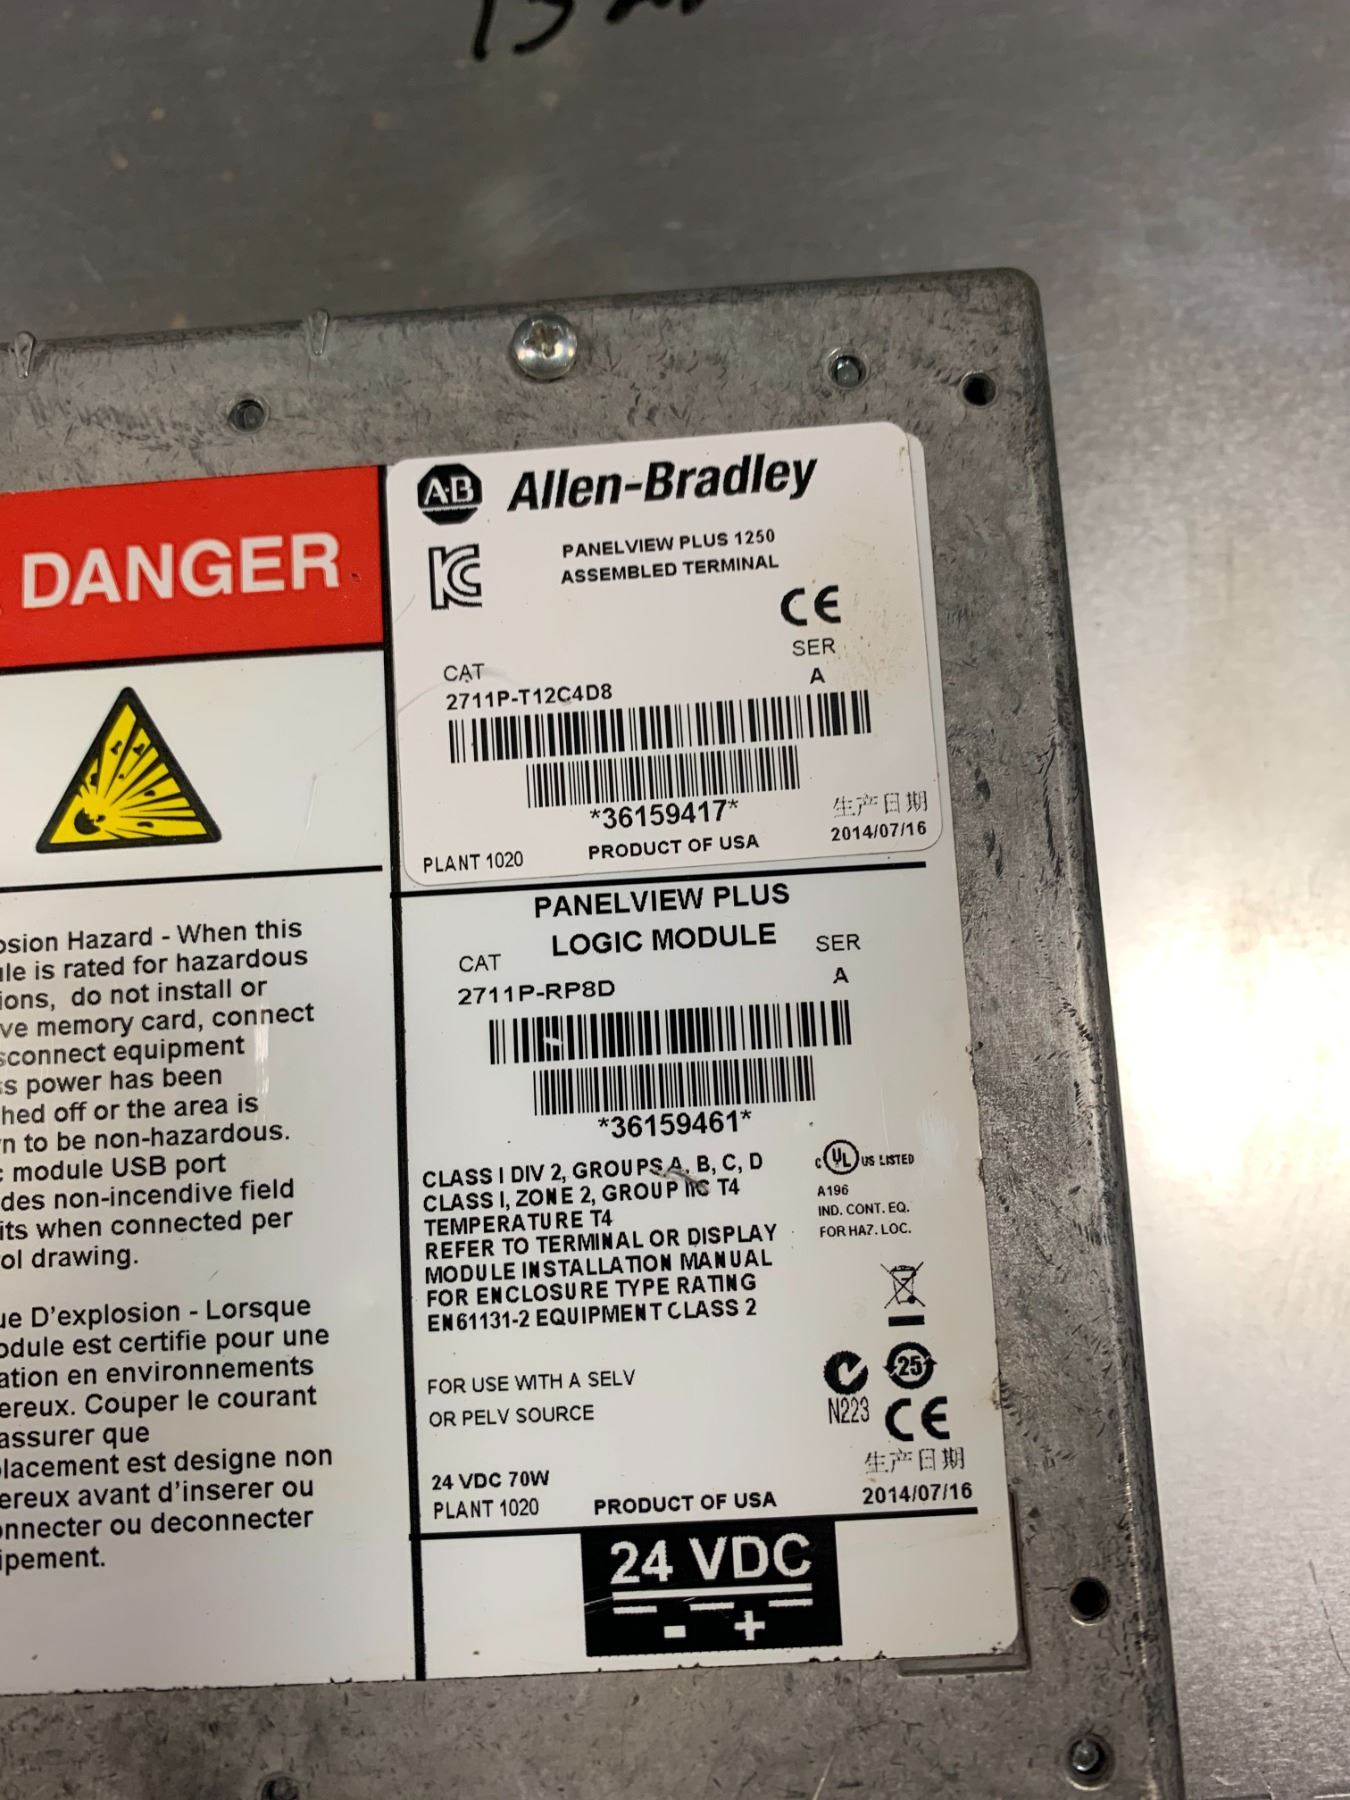 DANGER
osion Hazard - When this
le is rated for hazardous
ions, do not install or
ve memory card, connect
sconnect equipment
s power has been
hed off or the area is
n to be non-hazardous.
c module USB port
des non-incendive field
its when connected per
ol drawing.
ue D'explosion - Lorsque
odule est certifie pour une
ation en environnements
ereux. Couper le courant
assurer que
lacement est designe non
ereux avant d'inserer ou
onnecter ou deconnecter
ipement.
A-B Allen-Bradley
PANELVIEW PLUS 1250
ASSEMBLED TERMINAL
CE
CAT SER
2711P-T12C4D8 A
*36159417*
生产日期
PLANT 1020 PRODUCT OF USA 2014/07/16
PANELVIEW PLUS
LOGIC MODULE
CAT SER
2711P-RP8D A
*36159461*
CLASS I DIV 2, GROUPS A, B, C, D
CLASS I, ZONE 2, GROUP IIC T4
TEMPERATURE T4
REFER TO TERMINAL OR DISPLAY
MODULE INSTALLATION MANUAL
FOR ENCLOSURE TYPE RATING
EN61131-2 EQUIPMENT CLASS 2
C UL US LISTED
A196
IND. CONT. EQ.
FOR HAZ. LOC.
FOR USE WITH A SELV
OR PELV SOURCE
25
N223 CE
生产日期
24 VDC 70W
PLANT 1020 PRODUCT OF USA 2014/07/16
24 VDC
- +